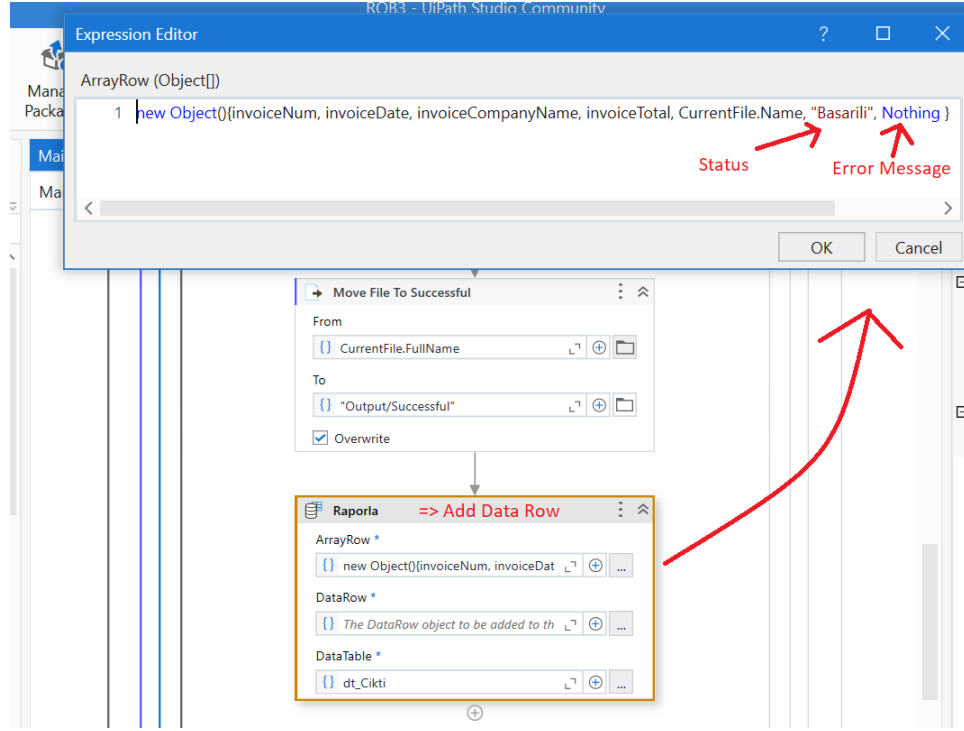 ROB3 - UiPath Studio Community
Expression Editor
?
Mana
Packa
ArrayRow (Object[])
1 new Object(){invoiceNum, invoiceDate, invoiceCompanyName, invoiceTotal, CurrentFile.Name, "Basarili", Nothing }
Status
Error Message
Mai
Ma
OK
Cancel
Move File To Successful
From
{} CurrentFile.FullName
To
{} "Output/Successful"
Overwrite
Raporla => Add Data Row
ArrayRow *
{} new Object(){invoiceNum, invoiceDat
...
DataRow *
{} The DataRow object to be added to th
...
DataTable *
{} dt_Cikti
...